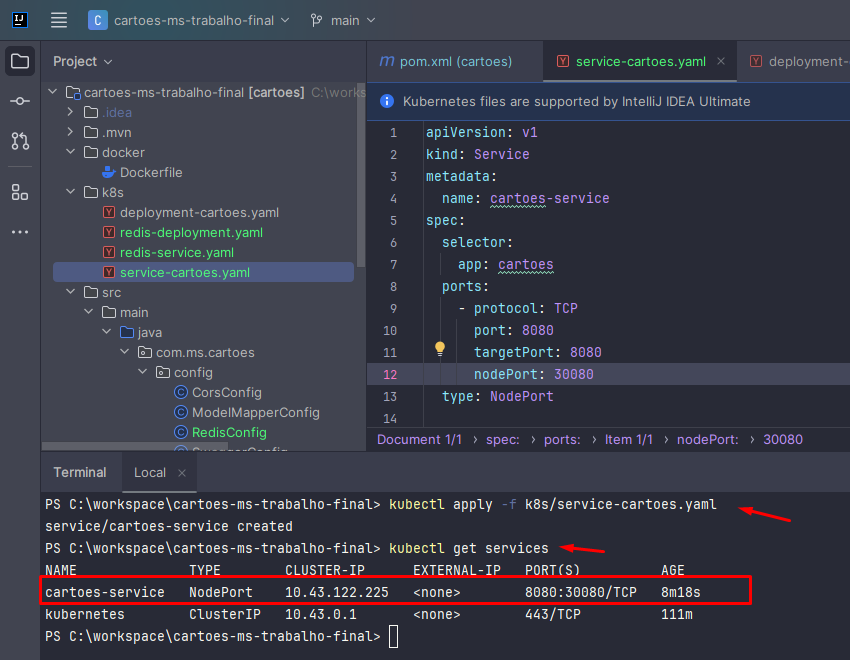 IJ C cartoes-ms-trabalho-final main
Project
m pom.xml (cartoes) Y service-cartoes.yaml × Y deployment-
cartoes-ms-trabalho-final [cartoes] C:\works
.idea
.mvn
docker
Dockerfile
k8s
Y deployment-cartoes.yaml
Y redis-deployment.yaml
Y redis-service.yaml
Y service-cartoes.yaml
src
main
java
com.ms.cartoes
config
C CorsConfig
C ModelMapperConfig
C RedisConfig
C SwaggerConfig
Kubernetes files are supported by IntelliJ IDEA Ultimate
1 apiVersion: v1
2 kind: Service
3 metadata:
4 name: cartoes-service
5 spec:
6 selector:
7 app: cartoes
8 ports:
9 - protocol: TCP
10 port: 8080
11 targetPort: 8080
12 nodePort: 30080
13 type: NodePort
14
Document 1/1 › spec: › ports: › Item 1/1 › nodePort: › 30080
Terminal Local ×
PS C:\workspace\cartoes-ms-trabalho-final> kubectl apply -f k8s/service-cartoes.yaml
service/cartoes-service created
PS C:\workspace\cartoes-ms-trabalho-final> kubectl get services
NAME TYPE CLUSTER-IP EXTERNAL-IP PORT(S) AGE
cartoes-service NodePort 10.43.122.225 <none> 8080:30080/TCP 8m18s
kubernetes ClusterIP 10.43.0.1 <none> 443/TCP 111m
PS C:\workspace\cartoes-ms-trabalho-final>